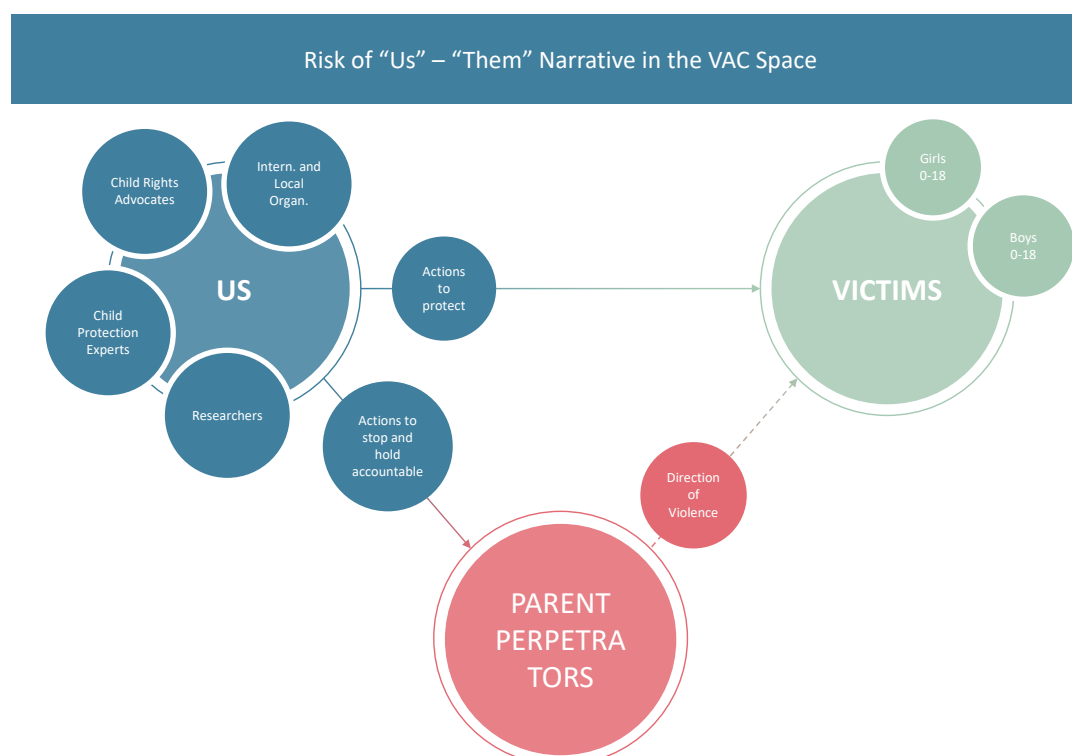 Risk of “Us” – “Them” Narrative in the VAC Space
Child Rights
Advocates
Intern. and
Local
Organ.
US
Child
Protection
Experts
Researchers
Actions
to
protect
Actions to
stop and
hold
accountable
Girls
0-18
Boys
0-18
VICTIMS
Direction
of
Violence
PARENT
PERPETRA
TORS